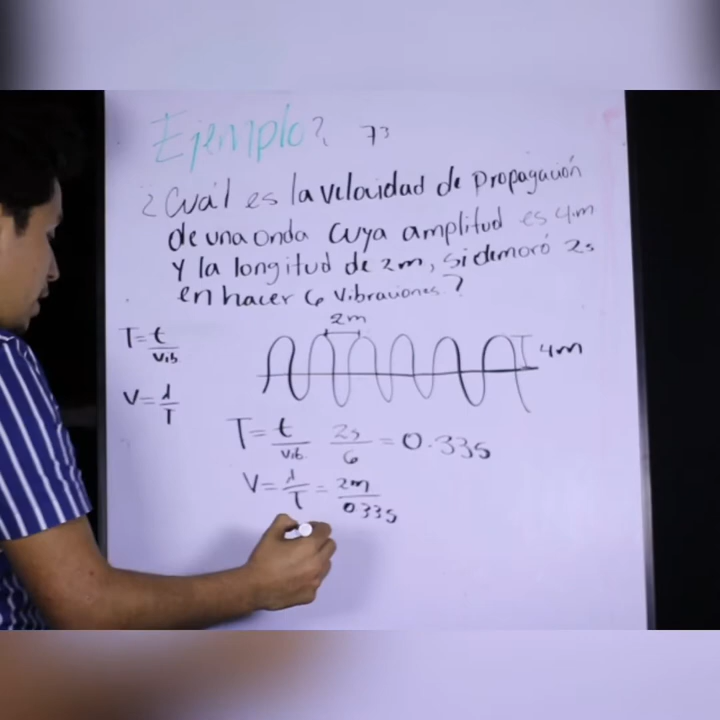 Ejemplo? 73
¿Cuál es la velocidad de propagación
de una onda cuya amplitud es 4m
y la longitud de 2m, si demoró 2s
en hacer 6 vibraciones?
2m
T=t/vib
4m
V=λ/T
T=t/vib 2s/6 = 0.33s
V=λ/T = 2m/0.33s